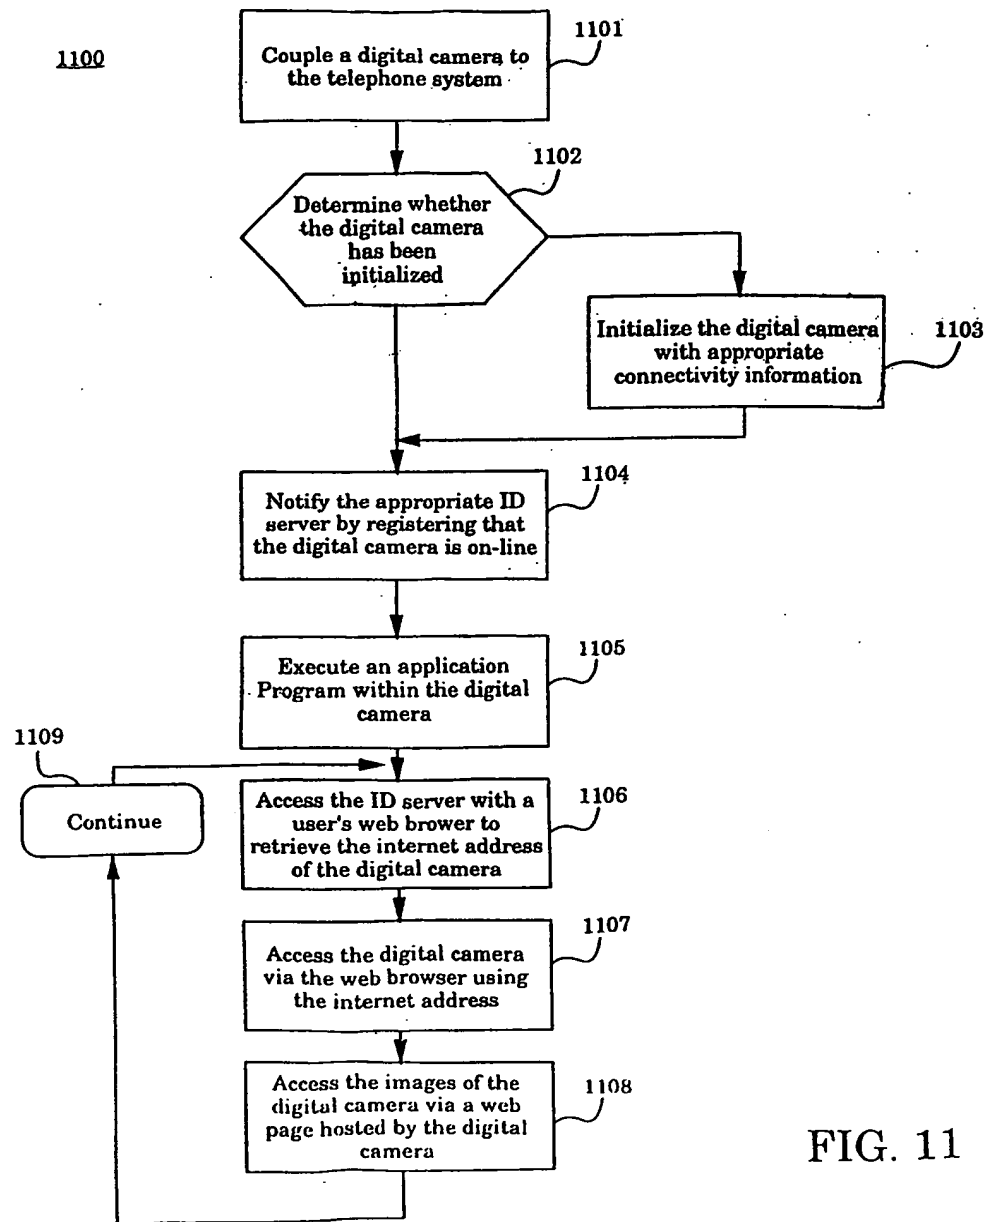 1100
Couple a digital camera to
the telephone system
1101
Determine whether
the digital camera
has been
initialized
1102
Initialize the digital camera
with appropriate
connectivity information
1103
Notify the appropriate ID
server by registering that
the digital camera is on-line
1104
Execute an application
Program within the digital
camera
1105
1109
Continue
Access the ID server with a
user's web brower to
retrieve the internet address
of the digital camera
1106
Access the digital camera
via the web browser using
the internet address
1107
Access the images of the
digital camera via a web
page hosted by the digital
camera
1108
FIG. 11